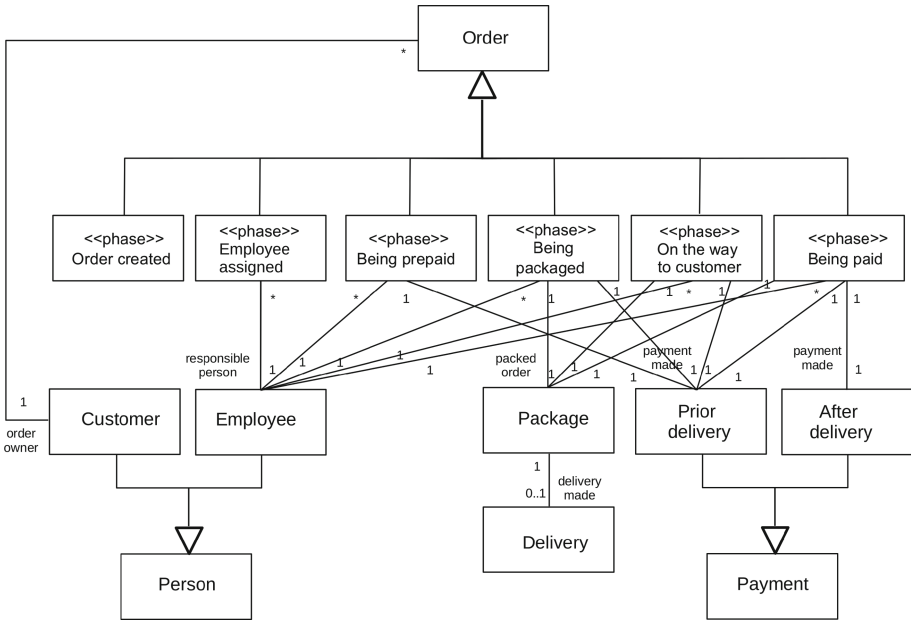 Order
*
<<phase>>
Order created
<<phase>>
Employee
assigned
<<phase>>
Being prepaid
<<phase>>
Being
packaged
<<phase>>
On the way
to customer
<<phase>>
Being paid
*
*
1
*
1
1
*
1
1
*
1
1
responsible
person
1
1
1
1
1
packed
order
1
1
1
1
payment
made
1
1
1
payment
made
1
1
order
owner
Customer
Employee
Package
Prior
delivery
After
delivery
1
0..1
delivery
made
Delivery
Person
Payment